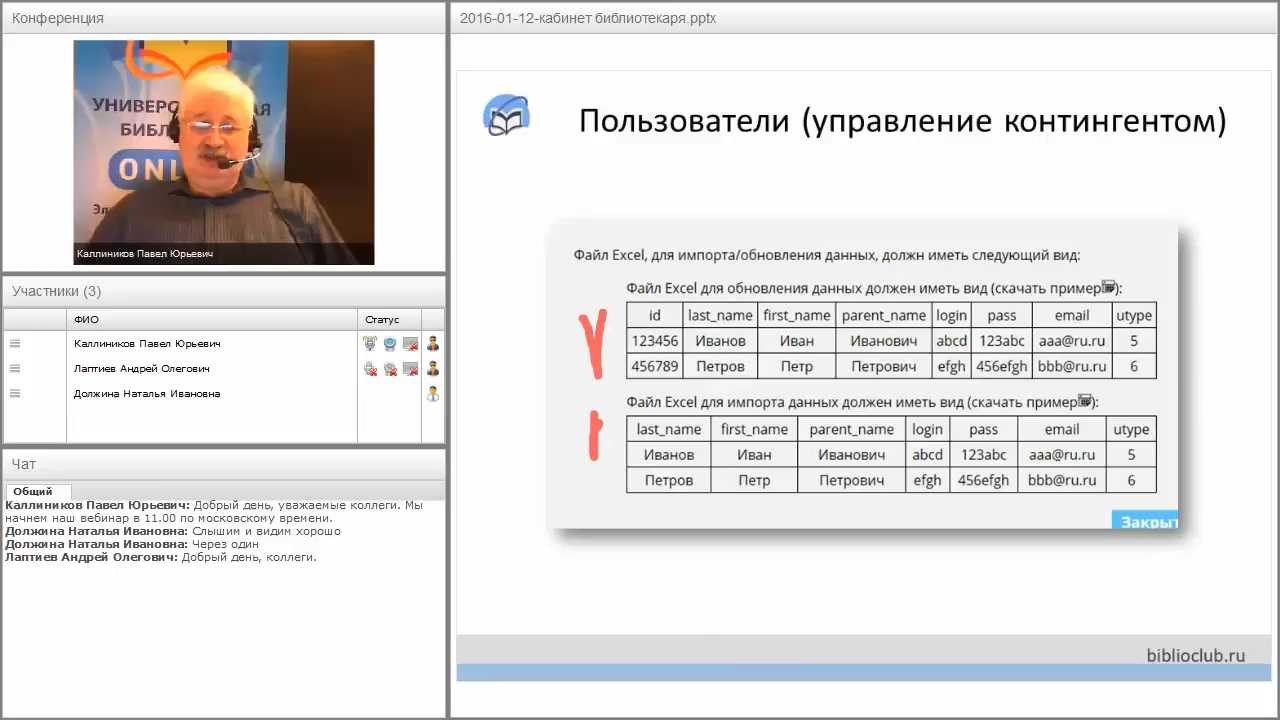 Конференция
УНИВЕРС
БИБЛ
ONL
Эл
Каллиников Павел Юрьевич
Участники (3)
ФИО Статус
Каллиников Павел Юрьевич
Лаптиев Андрей Олегович
Должина Наталья Ивановна
Чат
Общий
Каллиников Павел Юрьевич: Добрый день, уважаемые коллеги. Мы
начнем наш вебинар в 11.00 по московскому времени.
Должина Наталья Ивановна: Слышим и видим хорошо
Должина Наталья Ивановна: Через один
Лаптиев Андрей Олегович: Добрый день, коллеги.
2016-01-12-кабинет библиотекаря.pptx
Пользователи (управление контингентом)
Файл Excel, для импорта/обновления данных, должн иметь следующий вид:
Файл Excel для обновления данных должен иметь вид (скачать пример):
id last_name first_name parent_name login pass email utype
123456 Иванов Иван Иванович abcd 123abc aaa@ru.ru 5
456789 Петров Петр Петрович efgh 456efgh bbb@ru.ru 6
Файл Excel для импорта данных должен иметь вид (скачать пример):
last_name first_name parent_name login pass email utype
Иванов Иван Иванович abcd 123abc aaa@ru.ru 5
Петров Петр Петрович efgh 456efgh bbb@ru.ru 6
Закрыт
biblioclub.ru